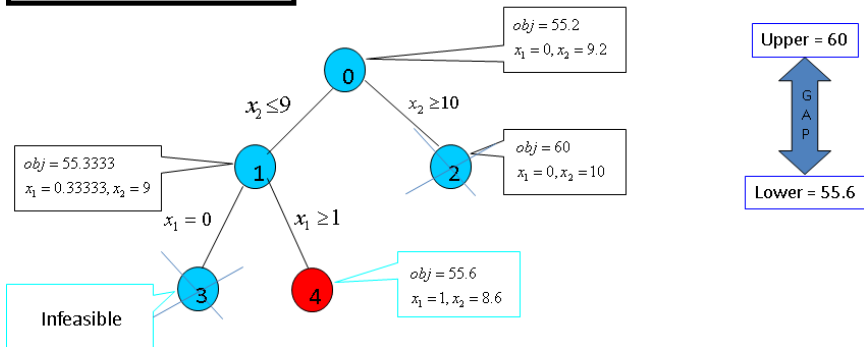 obj = 55.2
x₁ = 0, x₂ = 9.2
0
x₂ ≤9
x₂ ≥10
obj = 55.3333
x₁ = 0.33333, x₂ = 9
1
obj = 60
x₁ = 0, x₂ = 10
2
x₁ = 0
x₁ ≥1
Infeasible
3
4
obj = 55.6
x₁ = 1, x₂ = 8.6
Upper = 60
G
A
P
Lower = 55.6